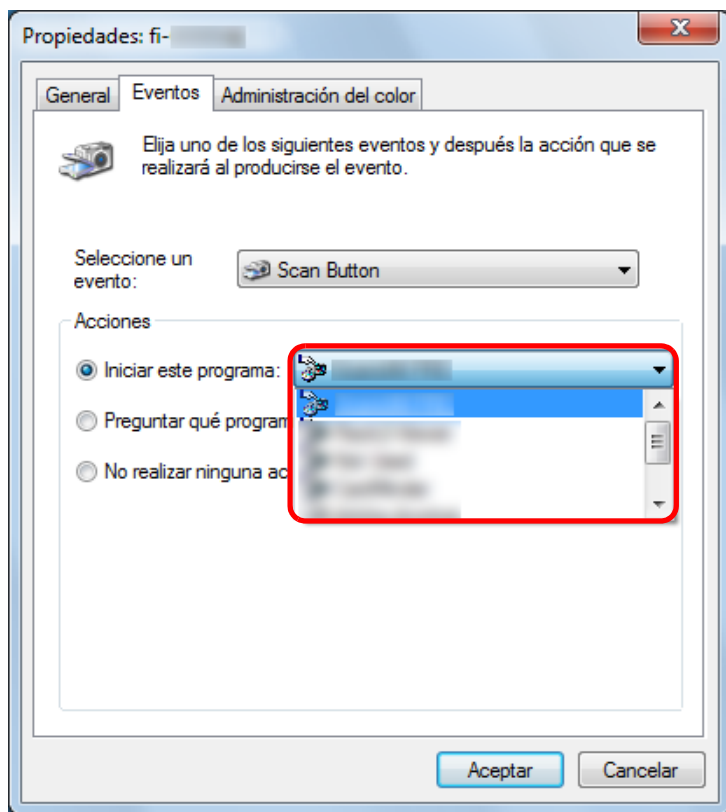 Propiedades: fi-
General
Eventos
Administración del color
Elija uno de los siguientes eventos y después la acción que se
realizará al producirse el evento.
Seleccione un
evento:
Scan Button
Acciones
Iniciar este programa:
Preguntar qué program
No realizar ninguna ac
Aceptar
Cancelar